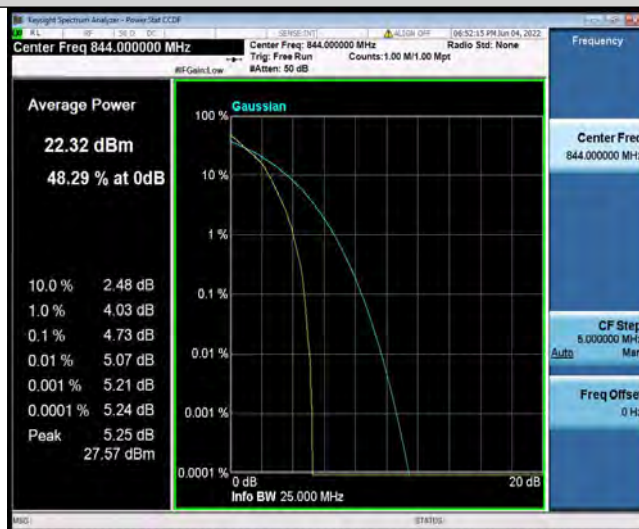 Keysight Spectrum Analyzer - Power Stat CCDF
RL RF 50 Ω DC SENSE:INT ALIGN OFF 06:52:15 PM Jun 04, 2022
Center Freq 844.000000 MHz
Center Freq: 844.000000 MHz Radio Std: None
Trig: Free Run Counts:1.00 M/1.00 Mpt
#IFGain:Low #Atten: 50 dB
Frequency
Average Power
22.32 dBm
48.29 % at 0dB
10.0 % 2.48 dB
1.0 % 4.03 dB
0.1 % 4.73 dB
0.01 % 5.07 dB
0.001 % 5.21 dB
0.0001 % 5.24 dB
Peak 5.25 dB
27.57 dBm
Gaussian
100 %
10 %
1 %
0.1 %
0.01 %
0.001 %
0.0001 %
0 dB 20 dB
Info BW 25.000 MHz
Center Freq
844.000000 MHz
CF Step
5.000000 MHz
Auto Man
Freq Offset
0 Hz
MSG STATUS